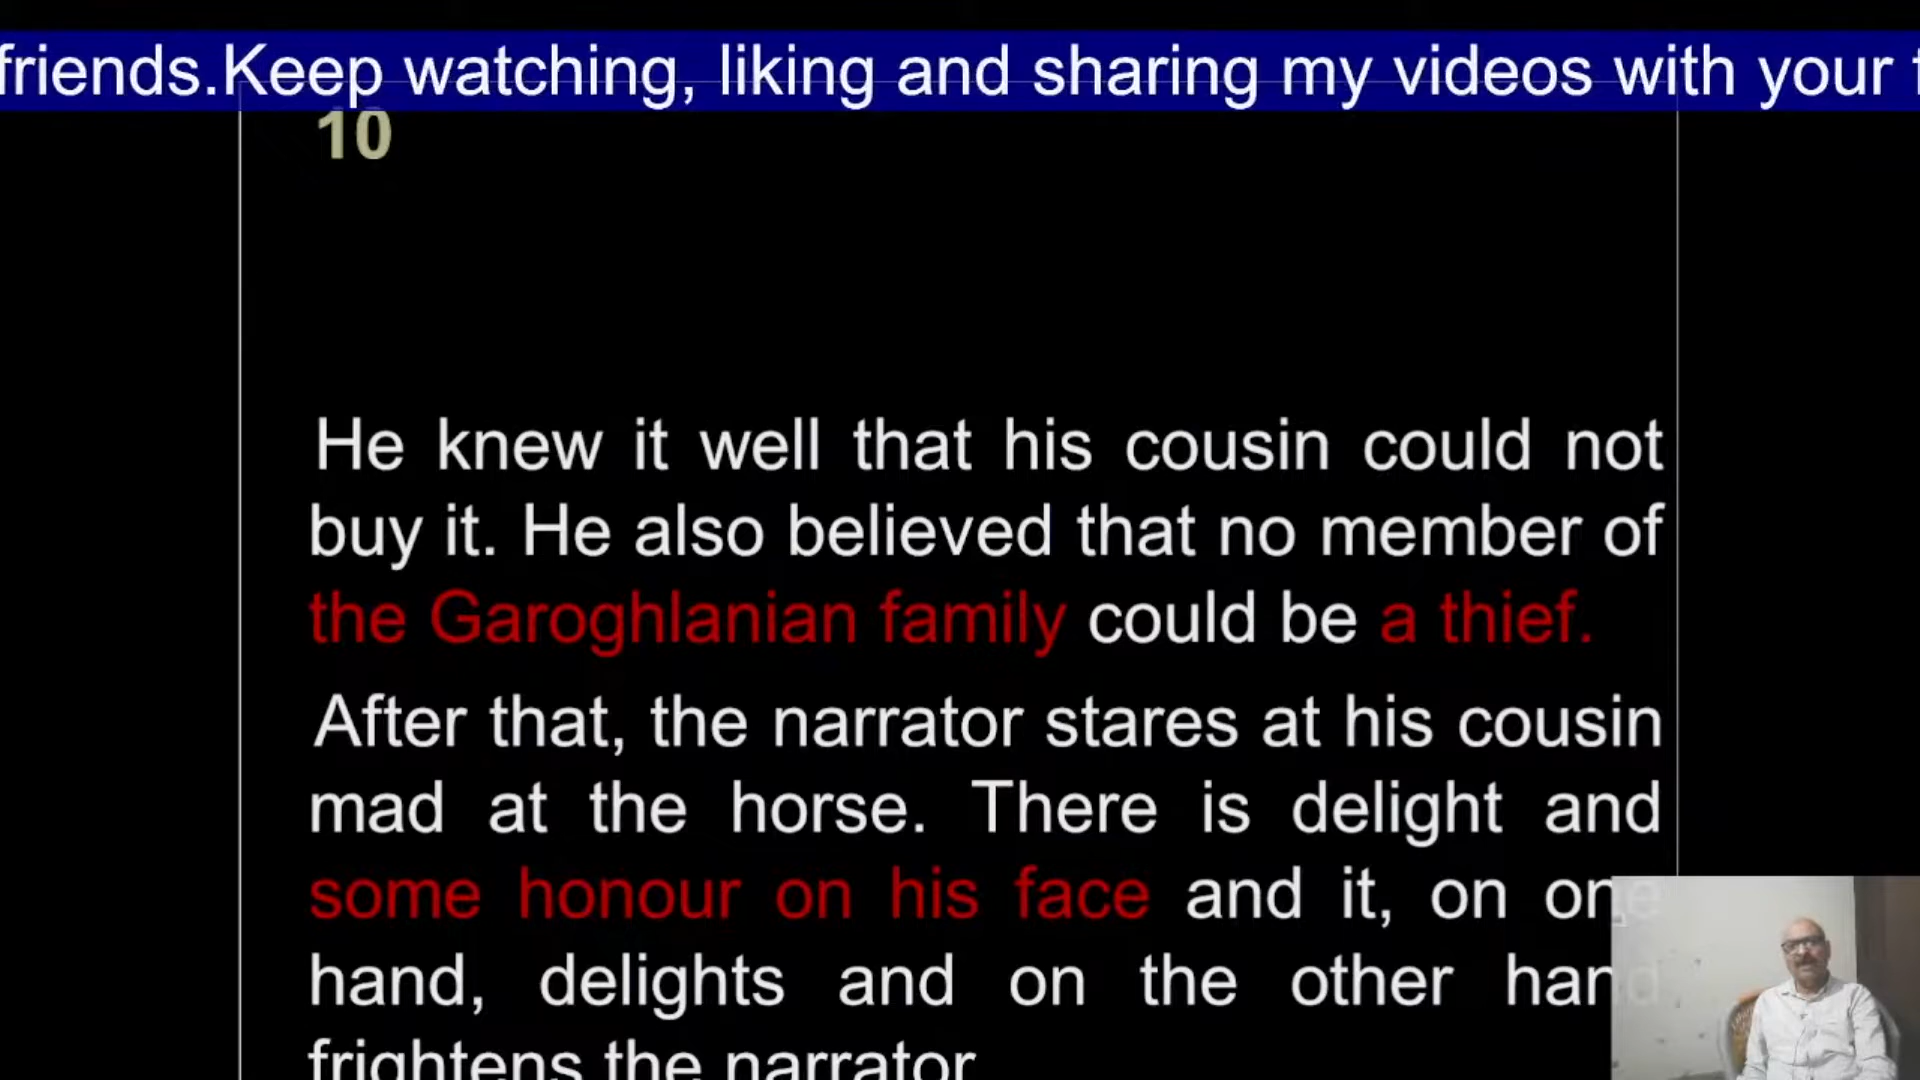 friends.Keep watching, liking and sharing my videos with your f
10
He knew it well that his cousin could not
buy it. He also believed that no member of
the Garoghlanian family could be a thief.
After that, the narrator stares at his cousin
mad at the horse. There is delight and
some honour on his face and it, on one
hand, delights and on the other hand
frightens the narrator